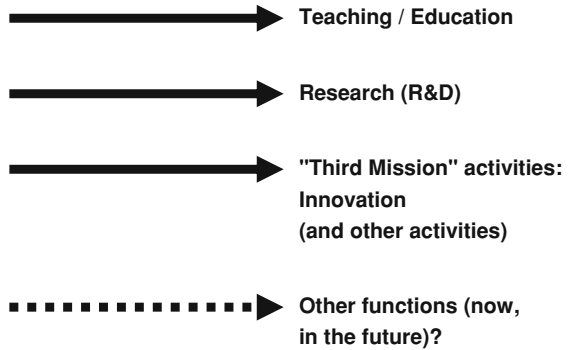 Teaching / Education
Research (R&D)
"Third Mission" activities:
Innovation
(and other activities)
Other functions (now,
in the future)?